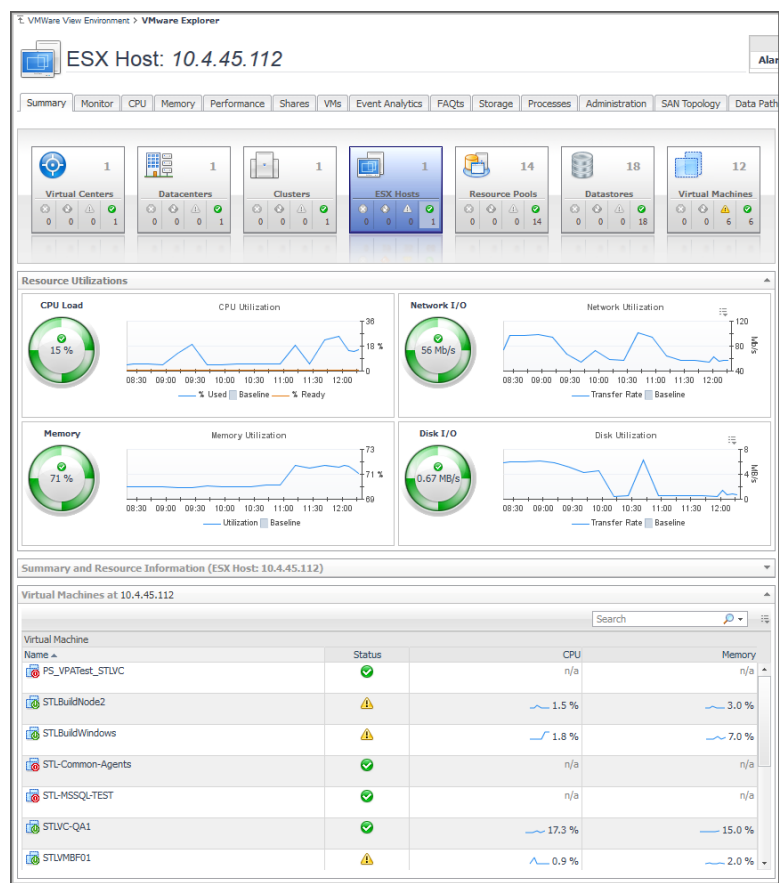 VMWare View Environment > VMware Explorer
ESX Host: 10.4.45.112
Alar
Summary Monitor CPU Memory Performance Shares VMs Event Analytics FAQts Storage Processes Administration SAN Topology Data Path
1 1 1 1 14 18 12
Virtual Centers Datacenters Clusters ESX Hosts Resource Pools Datastores Virtual Machines
0 0 0 1 0 0 0 1 0 0 0 1 0 0 0 1 0 0 0 14 0 0 0 18 0 0 6 6
Resource Utilizations
CPU Load
CPU Utilization
15 %
36
18 %
0
08:30 09:00 09:30 10:00 10:30 11:00 11:30 12:00
% Used Baseline % Ready
Network I/O
Network Utilization
56 Mb/s
120
80 Mb/s
40
08:30 09:00 09:30 10:00 10:30 11:00 11:30 12:00
Transfer Rate Baseline
Memory
Memory Utilization
71 %
73
71 %
69
08:30 09:00 09:30 10:00 10:30 11:00 11:30 12:00
Utilization Baseline
Disk I/O
Disk Utilization
0.67 MB/s
8
4 MB/s
0
08:30 09:00 09:30 10:00 10:30 11:00 11:30 12:00
Transfer Rate Baseline
Summary and Resource Information (ESX Host: 10.4.45.112)
Virtual Machines at 10.4.45.112
Search
Virtual Machine
Name Status CPU Memory
PS_VPATest_STLVC n/a n/a
STLBuildNode2 1.5 % 3.0 %
STLBuildWindows 1.8 % 7.0 %
STL-Common-Agents n/a n/a
STL-MSSQL-TEST n/a n/a
STLVC-QA1 17.3 % 15.0 %
STLVMBF01 0.9 % 2.0 %